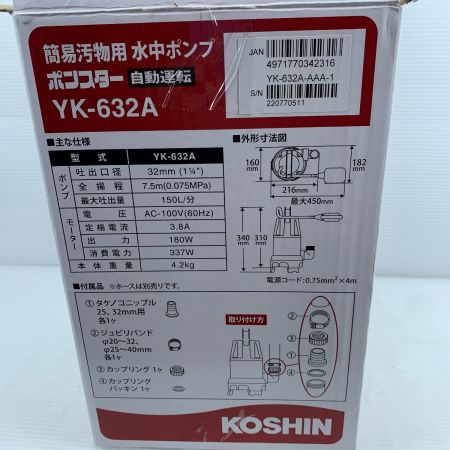 簡易汚物用 水中ポンプ
ポンスター 自動運転
YK-632A
JAN
4971770342316
YK-632A-AAA-1
S/N
220770511
■主な仕様
型式 YK-632A
ポンプ
吐出口径 32mm (1¼")
全揚程 7.5m(0.075MPa)
最大吐出量 150L/分
モーター
電圧 AC-100V(60Hz)
定格電流 3.8A
出力 180W
消費電力 337W
本体重量 4.2kg
■外形寸法図
160mm
182mm
216mm
最大450mm
340mm
310mm
電源コード:0.75mm²×4m
■付属品 ※ホースは別売りです。
①タケノコニップル
25、32mm用
各1ヶ
②ジュビリバンド
φ20〜32、
φ25〜40mm
各1ヶ
③カップリング 1ヶ
④カップリング
パッキン 1ヶ
取り付け方
②
③
①
④
KOSHIN